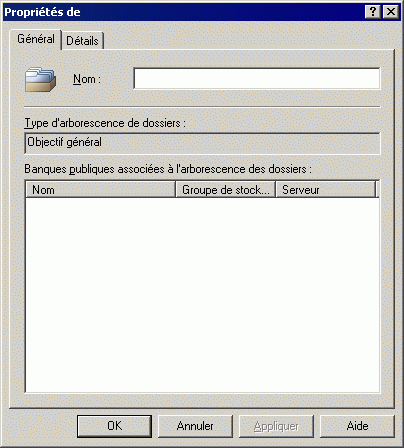 Propriétés de
Général Détails
Nom :
Type d'arborescence de dossiers :
Objectif général
Banques publiques associées à l'arborescence des dossiers :
Nom Groupe de stock... Serveur
OK Annuler Appliquer Aide